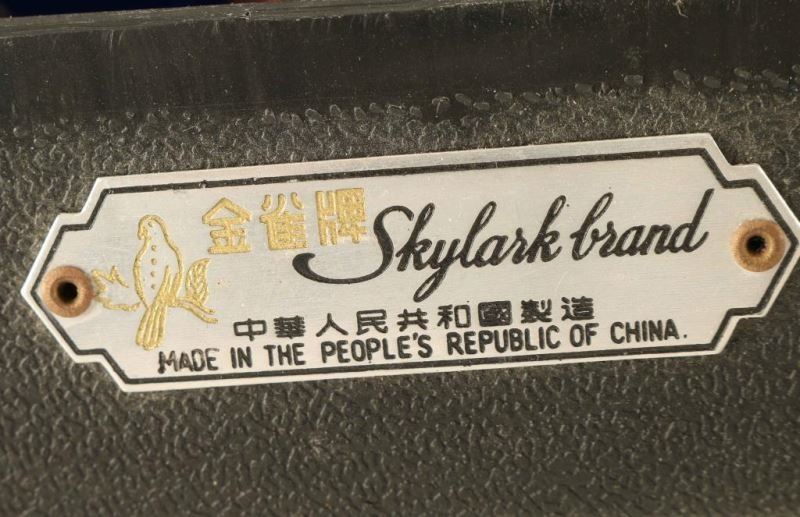 金雀牌 Skylark brand
中華人民共和國製造
MADE IN THE PEOPLE'S REPUBLIC OF CHINA.